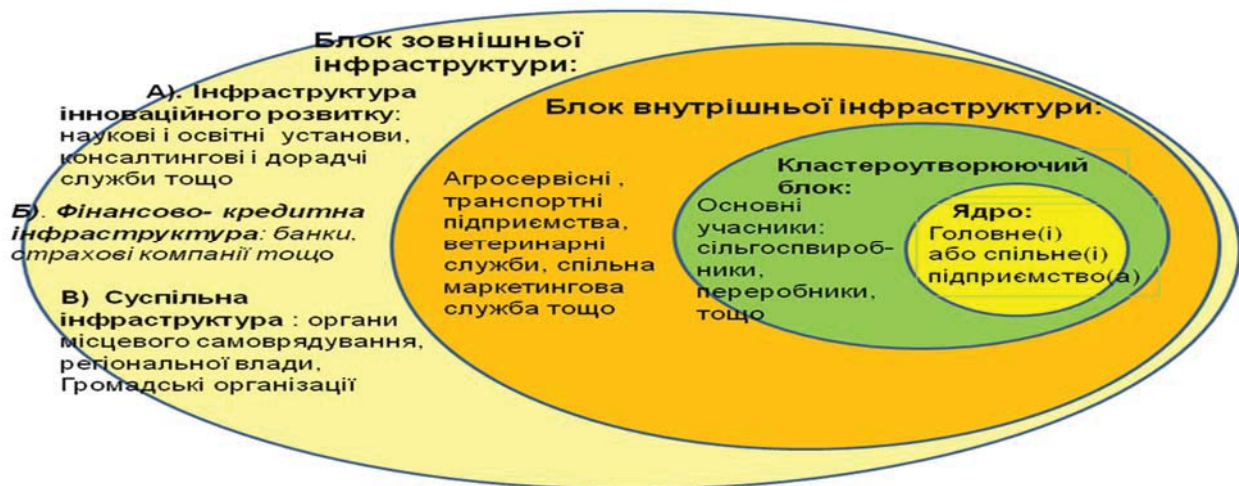 Блок зовнішньої
інфраструктури:
А). Інфраструктура
інноваційного розвитку:
наукові і освітні установи,
консалтингові і дорадчі
служби тощо
Б). Фінансово- кредитна
інфраструктура: банки,
страхові компанії тощо
В) Суспільна
інфраструктура : органи
місцевого самоврядування,
регіональної влади,
Громадські організації
Блок внутрішньої інфраструктури:
Агросервісні ,
транспортні
підприємства,
ветеринарні
служби, спільна
маркетингова
служба тощо
Кластероутворюючий
блок:
Основні
учасники:
сільгоспвироб-
ники,
переробники,
тощо
Ядро:
Головне(і)
або спільне(і)
підприємство(а)